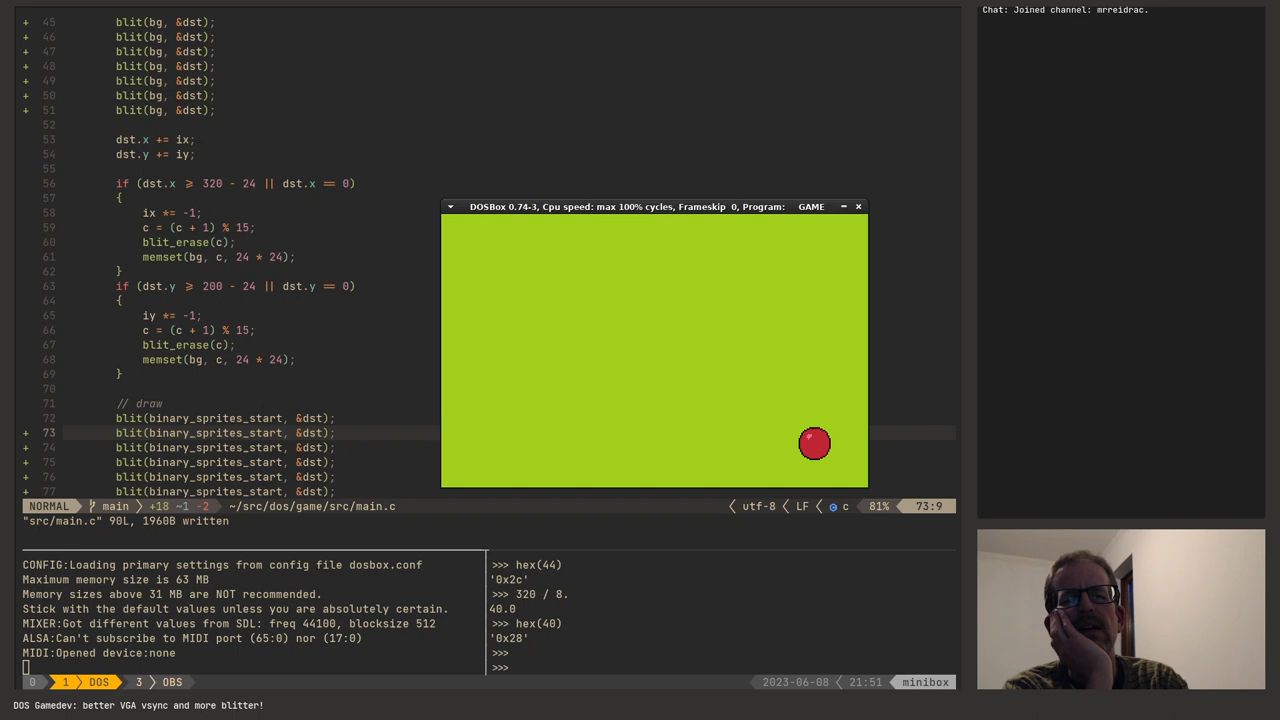 + 45 blit(bg, &dst);
+ 46 blit(bg, &dst);
+ 47 blit(bg, &dst);
+ 48 blit(bg, &dst);
+ 49 blit(bg, &dst);
+ 50 blit(bg, &dst);
+ 51 blit(bg, &dst);
52
53 dst.x += ix;
54 dst.y += iy;
55
56 if (dst.x ⩾ 320 - 24 || dst.x == 0)
57 {
58 ix *= -1;
59 c = (c + 1) % 15;
60 blit_erase(c);
61 memset(bg, c, 24 * 24);
62 }
63 if (dst.y ⩾ 200 - 24 || dst.y == 0)
64 {
65 iy *= -1;
66 c = (c + 1) % 15;
67 blit_erase(c);
68 memset(bg, c, 24 * 24);
69 }
70
71 // draw
72 blit(binary_sprites_start, &dst);
+ 73 blit(binary_sprites_start, &dst);
+ 74 blit(binary_sprites_start, &dst);
+ 75 blit(binary_sprites_start, &dst);
+ 76 blit(binary_sprites_start, &dst);
+ 77 blit(binary_sprites_start, &dst);
NORMAL main +18 ~1 -2 ~/src/dos/game/src/main.c utf-8 LF c 81% 73:9
"src/main.c" 90L, 1960B written
DOSBox 0.74-3, Cpu speed: max 100% cycles, Frameskip 0, Program: GAME
CONFIG:Loading primary settings from config file dosbox.conf
Maximum memory size is 63 MB
Memory sizes above 31 MB are NOT recommended.
Stick with the default values unless you are absolutely certain.
MIXER:Got different values from SDL: freq 44100, blocksize 512
ALSA:Can't subscribe to MIDI port (65:0) nor (17:0)
MIDI:Opened device:none
>>> hex(44)
'0x2c'
>>> 320 / 8.
40.0
>>> hex(40)
'0x28'
>>>
>>>
0 1 DOS 3 OBS 2023-06-08 21:51 minibox
Chat: Joined channel: mrreidrac.
DOS Gamedev: better VGA vsync and more blitter!